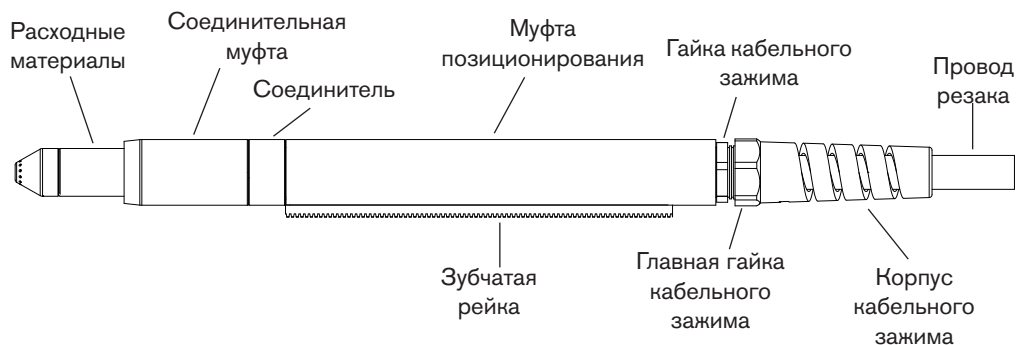 Расходные
материалы
Соединительная
муфта
Соединитель
Муфта
позиционирования
Гайка кабельного
зажима
Провод
резака
Зубчатая
рейка
Главная гайка
кабельного
зажима
Корпус
кабельного
зажима